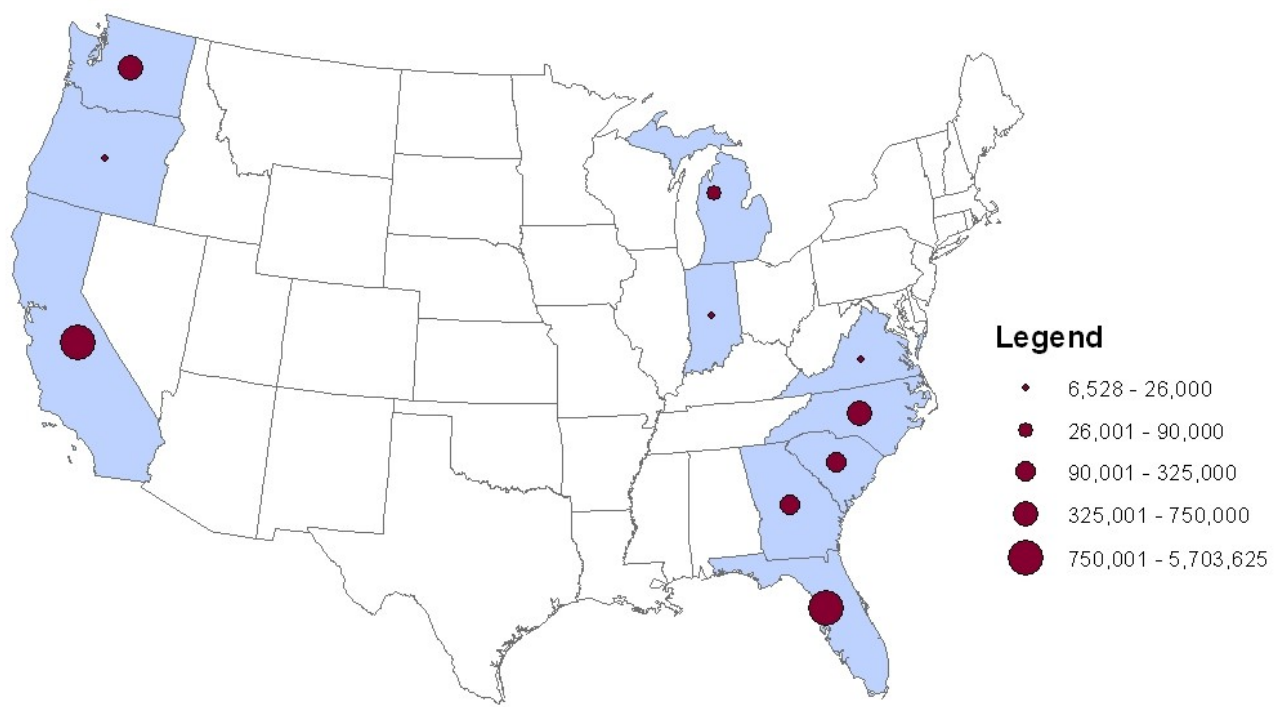 Legend
6,528 - 26,000
26,001 - 90,000
90,001 - 325,000
325,001 - 750,000
750,001 - 5,703,625